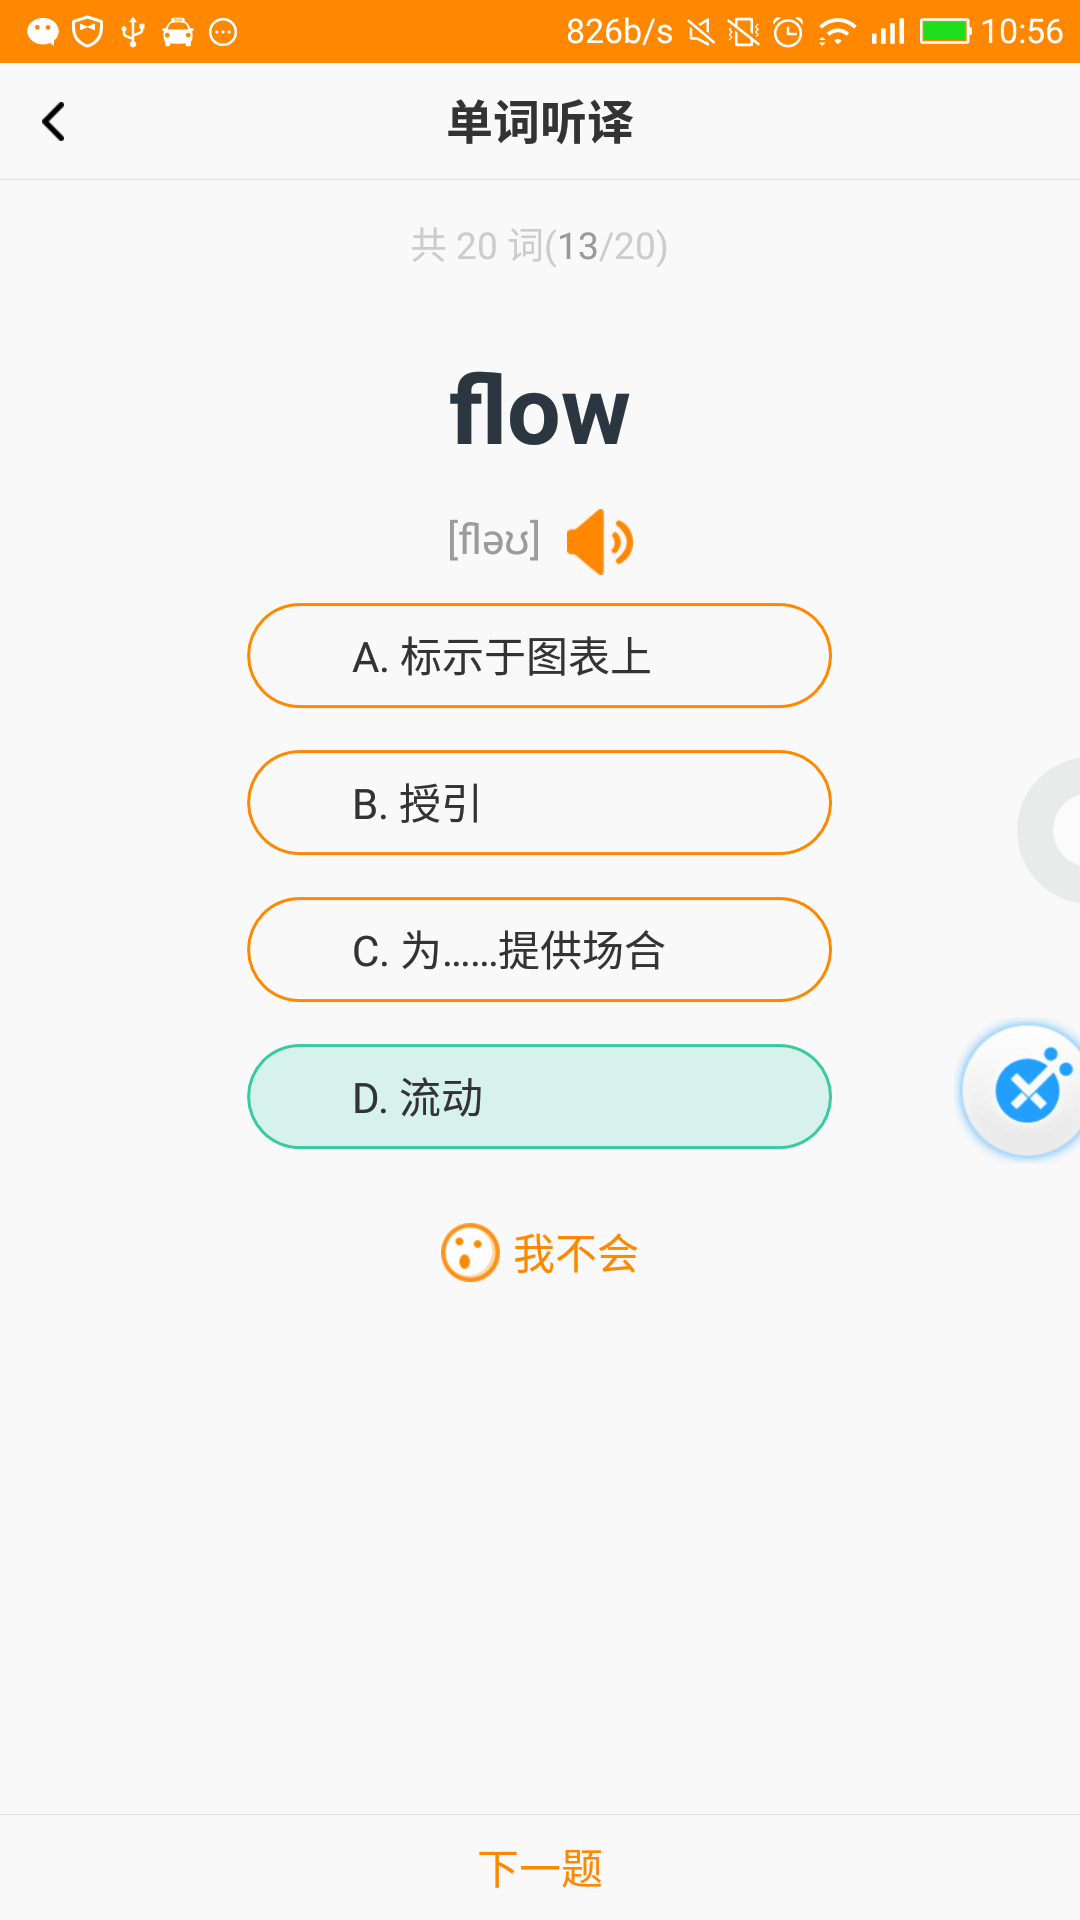 826b/s 10:56
单词听译
共 20 词(13/20)
flow
[fləʊ]
A. 标示于图表上
B. 授引
C. 为......提供场合
D. 流动
我不会
下一题